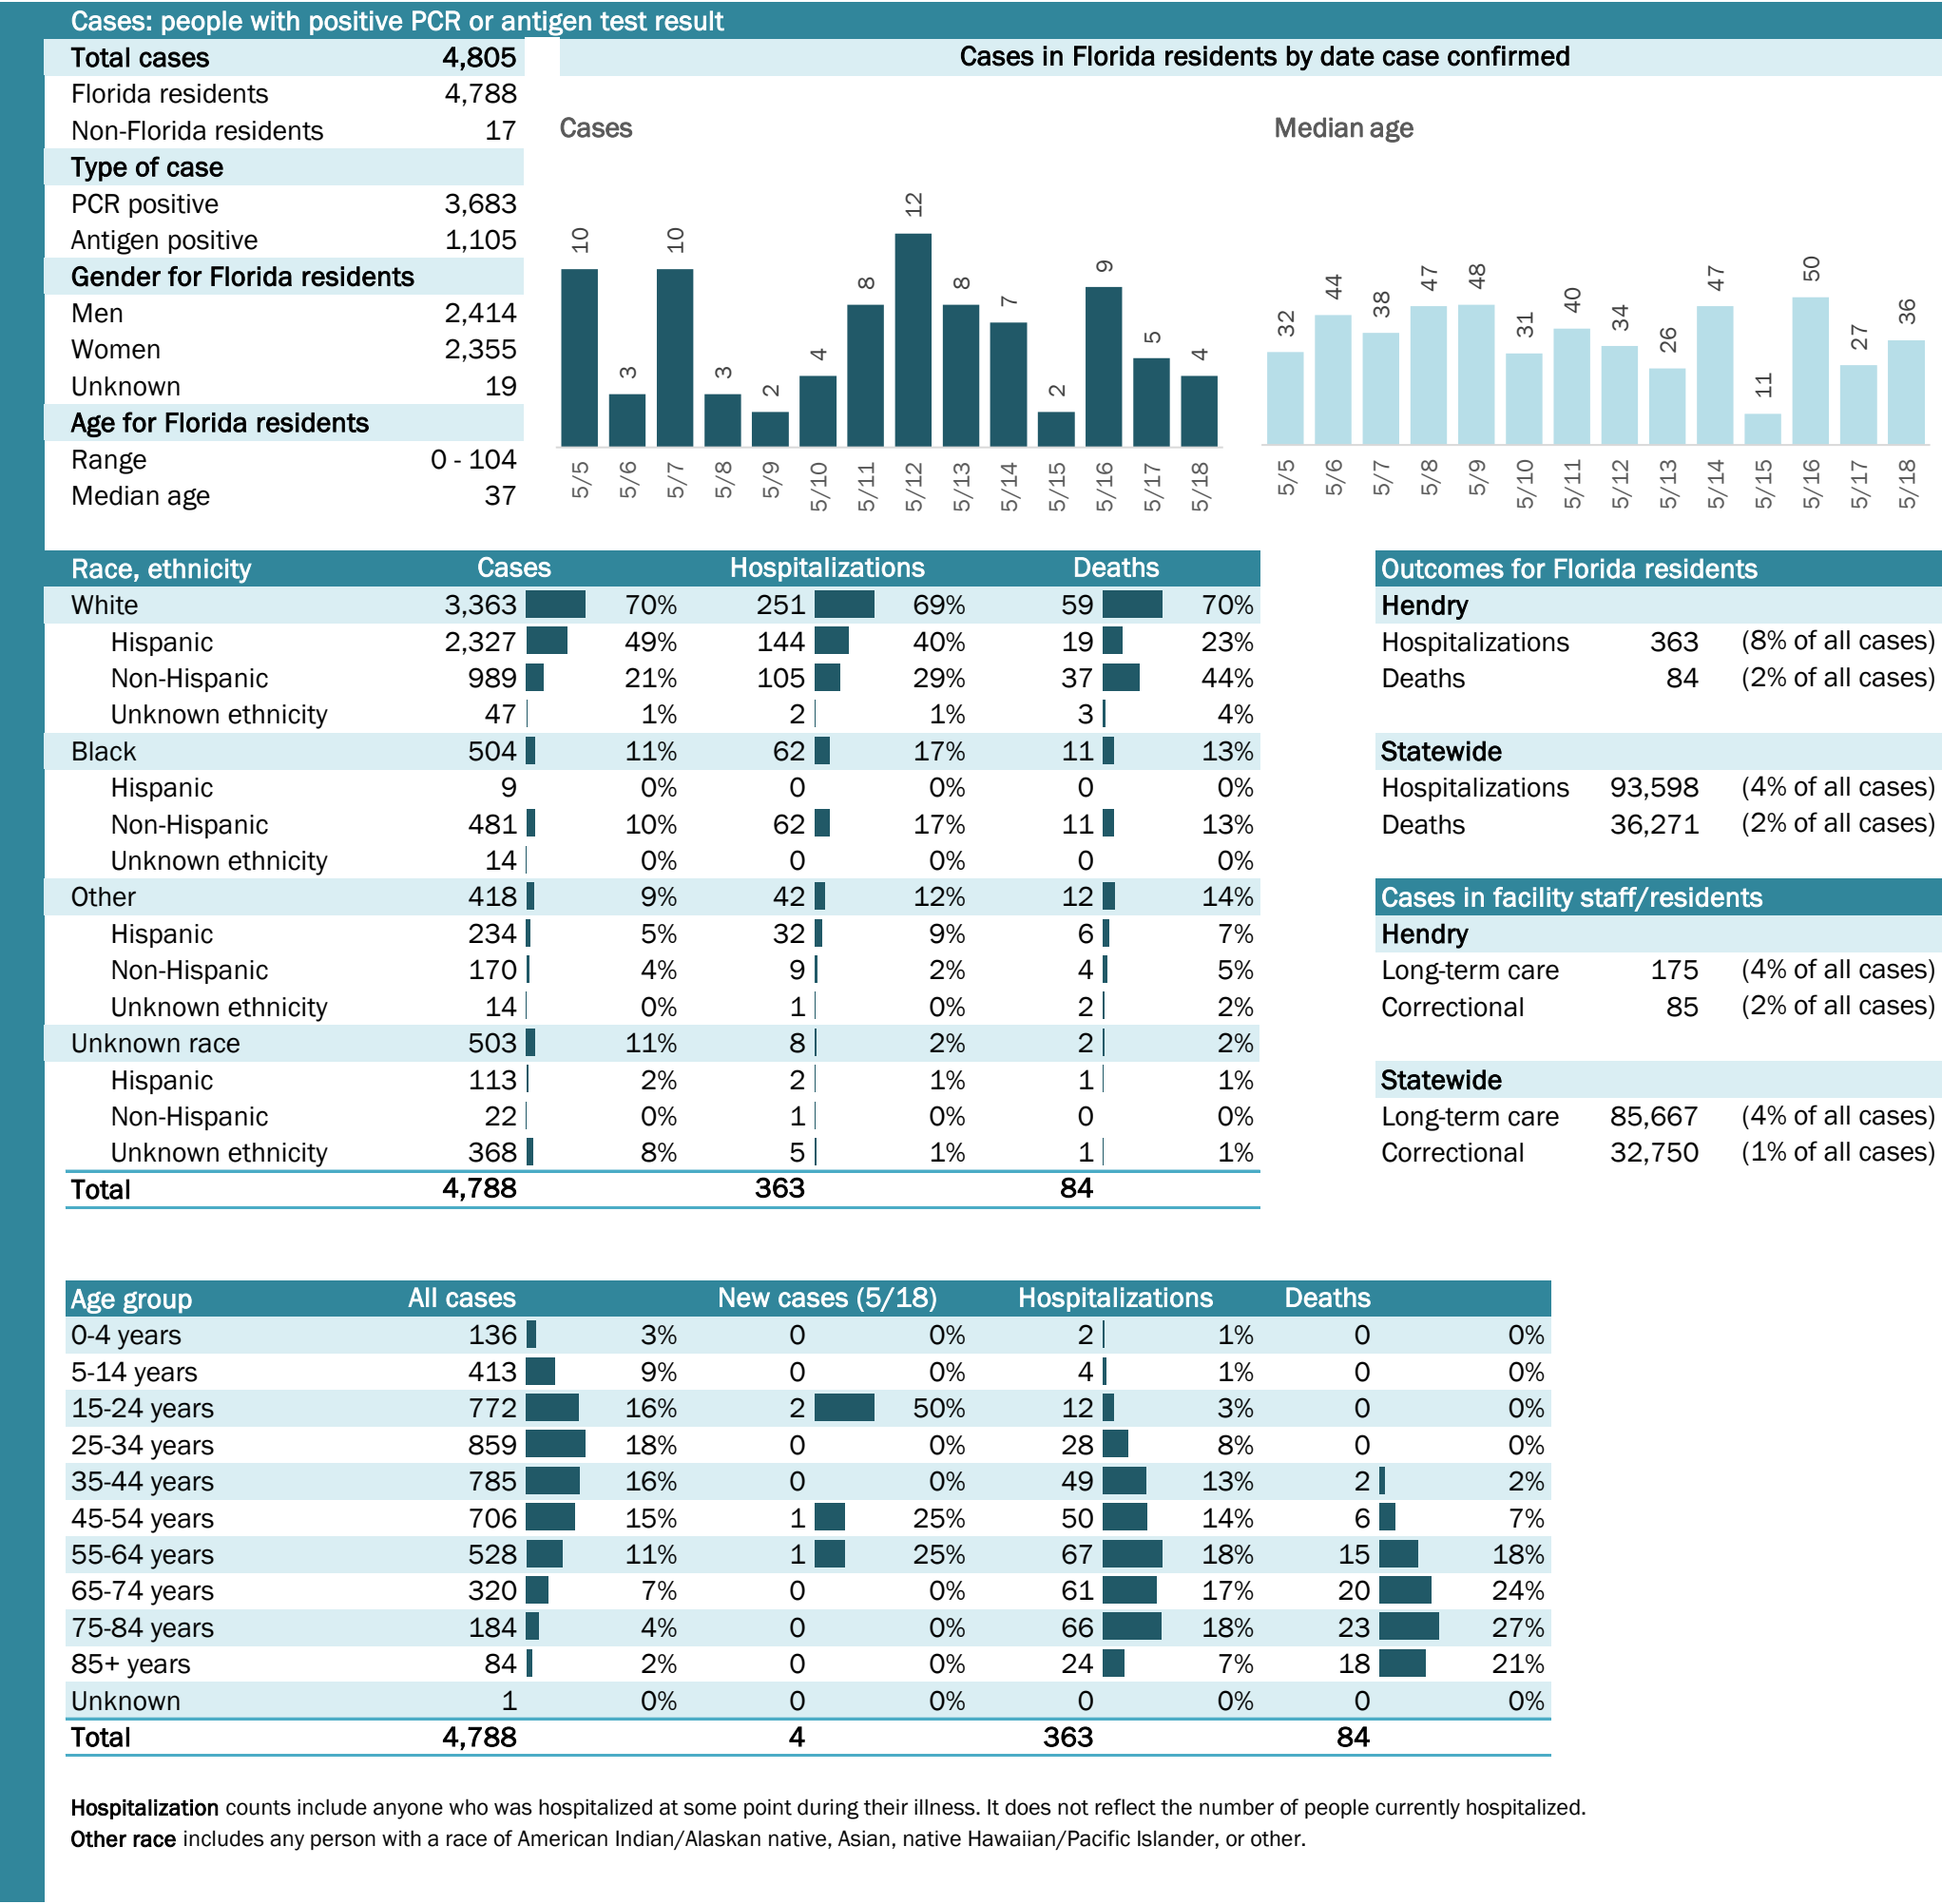 Cases: people with positive PCR or antigen test result
Total cases 4,805
Florida residents 4,788
Non-Florida residents 17
Type of case
PCR positive 3,683
Antigen positive 1,105
Gender for Florida residents
Men 2,414
Women 2,355
Unknown 19
Age for Florida residents
Range 0 - 104
Median age 37
Cases in Florida residents by date case confirmed
Cases
10 3 10 3 2 4 8 12 8 7 2 9 5 4
5/5 5/6 5/7 5/8 5/9 5/10 5/11 5/12 5/13 5/14 5/15 5/16 5/17 5/18
Median age
32 44 38 47 48 31 40 34 26 47 11 50 27 36
5/5 5/6 5/7 5/8 5/9 5/10 5/11 5/12 5/13 5/14 5/15 5/16 5/17 5/18
Race, ethnicity Cases Hospitalizations Deaths
White 3,363 70% 251 69% 59 70%
Hispanic 2,327 49% 144 40% 19 23%
Non-Hispanic 989 21% 105 29% 37 44%
Unknown ethnicity 47 1% 2 1% 3 4%
Black 504 11% 62 17% 11 13%
Hispanic 9 0% 0 0% 0 0%
Non-Hispanic 481 10% 62 17% 11 13%
Unknown ethnicity 14 0% 0 0% 0 0%
Other 418 9% 42 12% 12 14%
Hispanic 234 5% 32 9% 6 7%
Non-Hispanic 170 4% 9 2% 4 5%
Unknown ethnicity 14 0% 1 0% 2 2%
Unknown race 503 11% 8 2% 2 2%
Hispanic 113 2% 2 1% 1 1%
Non-Hispanic 22 0% 1 0% 0 0%
Unknown ethnicity 368 8% 5 1% 1 1%
Total 4,788 363 84
Outcomes for Florida residents
Hendry
Hospitalizations 363 (8% of all cases)
Deaths 84 (2% of all cases)
Statewide
Hospitalizations 93,598 (4% of all cases)
Deaths 36,271 (2% of all cases)
Cases in facility staff/residents
Hendry
Long-term care 175 (4% of all cases)
Correctional 85 (2% of all cases)
Statewide
Long-term care 85,667 (4% of all cases)
Correctional 32,750 (1% of all cases)
Age group All cases New cases (5/18) Hospitalizations Deaths
0-4 years 136 3% 0 0% 2 1% 0 0%
5-14 years 413 9% 0 0% 4 1% 0 0%
15-24 years 772 16% 2 50% 12 3% 0 0%
25-34 years 859 18% 0 0% 28 8% 0 0%
35-44 years 785 16% 0 0% 49 13% 2 2%
45-54 years 706 15% 1 25% 50 14% 6 7%
55-64 years 528 11% 1 25% 67 18% 15 18%
65-74 years 320 7% 0 0% 61 17% 20 24%
75-84 years 184 4% 0 0% 66 18% 23 27%
85+ years 84 2% 0 0% 24 7% 18 21%
Unknown 1 0% 0 0% 0 0% 0 0%
Total 4,788 4 363 84
Hospitalization counts include anyone who was hospitalized at some point during their illness. It does not reflect the number of people currently hospitalized.
Other race includes any person with a race of American Indian/Alaskan native, Asian, native Hawaiian/Pacific Islander, or other.